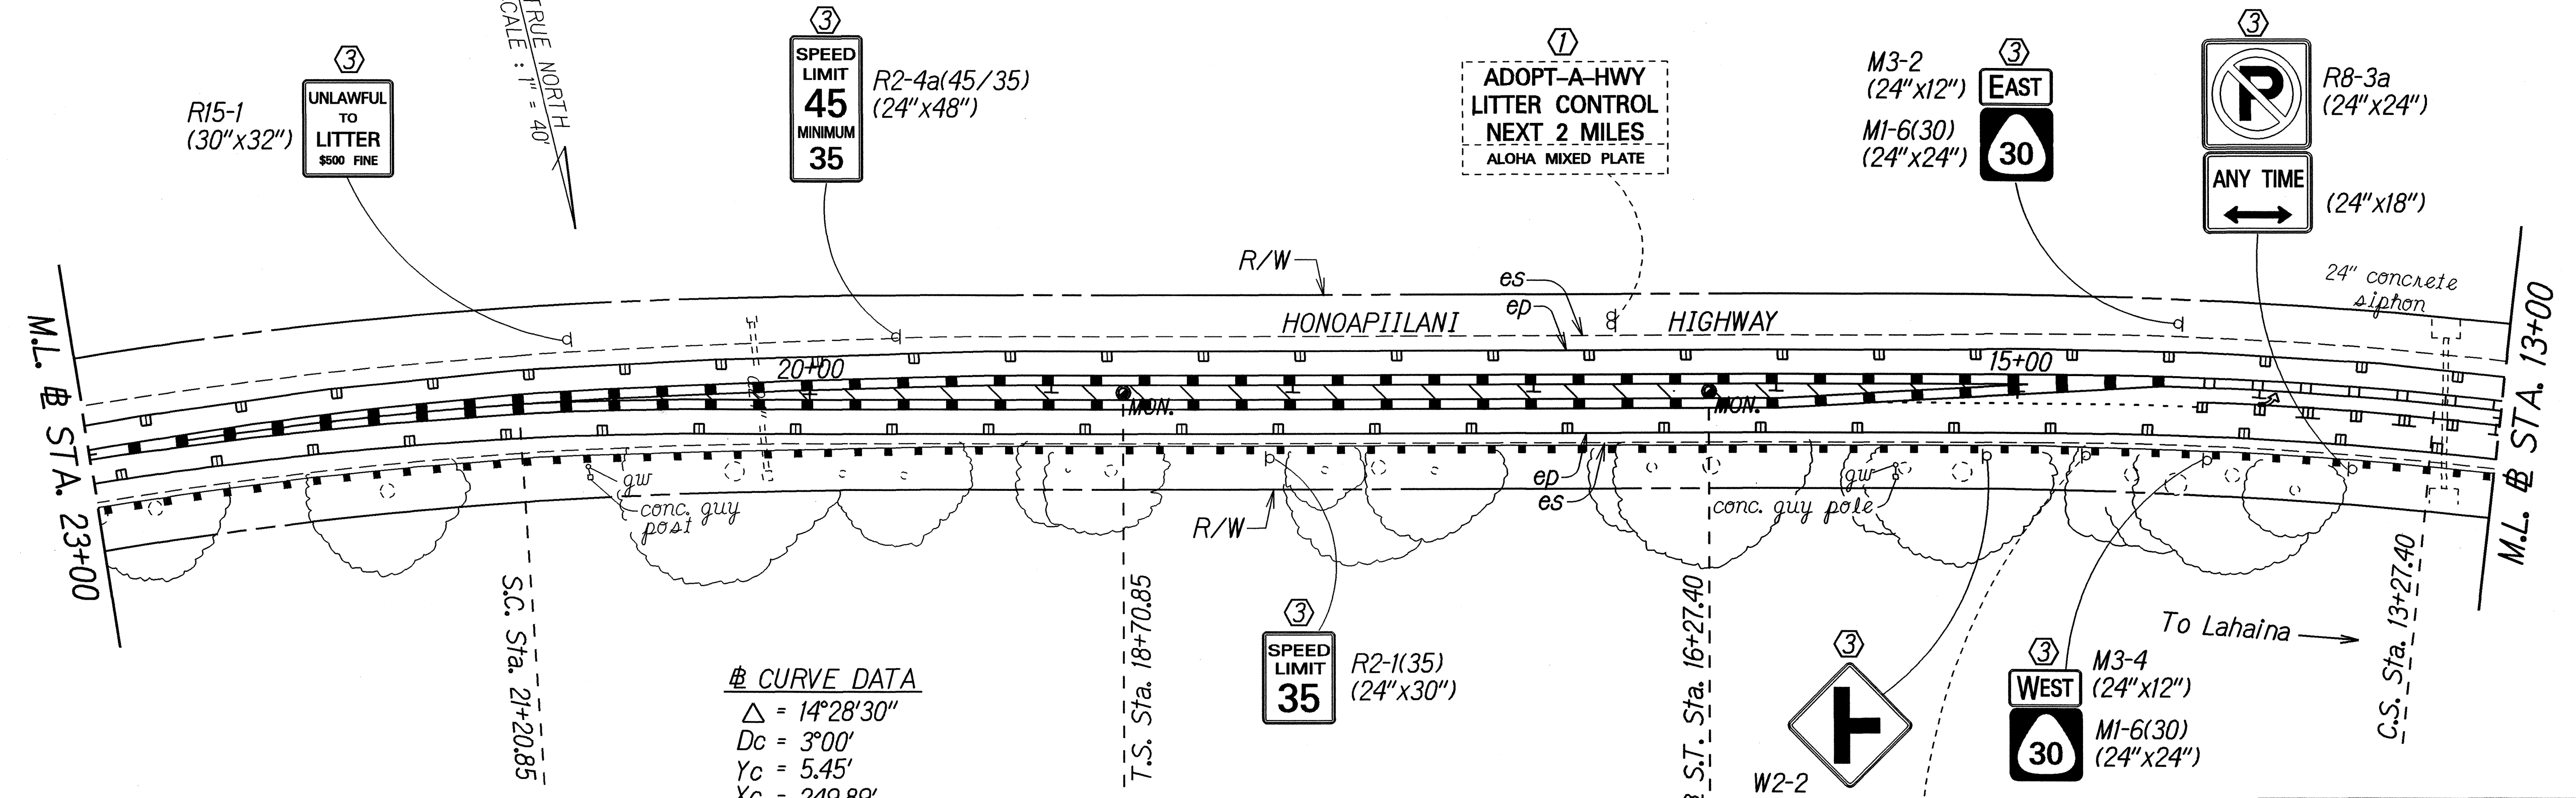 TRUE NORTH
SCALE : 1" = 40'
3
UNLAWFUL
TO
LITTER
$500 FINE
R15-1
(30"x32")
3
SPEED
LIMIT
45
MINIMUM
35
R2-4a(45/35)
(24"x48")
1
ADOPT-A-HWY
LITTER CONTROL
NEXT 2 MILES
ALOHA MIXED PLATE
3
M3-2
(24"x12")
EAST
M1-6(30)
(24"x24")
30
3
P
R8-3a
(24"x24")
ANY TIME
(24"x18")
24" concrete
siphon
R/W
es
ep
HONOAPIILANI HIGHWAY
M.L. ℄ STA. 23+00
M.L. ℄ STA. 13+00
20+00
15+00
MON.
MON.
gw
conc. guy
post
R/W
ep
es
gw
conc. guy pole
S.C. Sta. 21+20.85
T.S. Sta. 18+70.85
S.T. Sta. 16+27.40
C.S. Sta. 13+27.40
To Lahaina
℄ CURVE DATA
△ = 14°28'30"
Dc = 3°00'
Yc = 5.45'
Xc = 249.89'
3
SPEED
LIMIT
35
R2-1(35)
(24"x30")
3
W2-2
3
WEST
M3-4
(24"x12")
30
M1-6(30)
(24"x24")